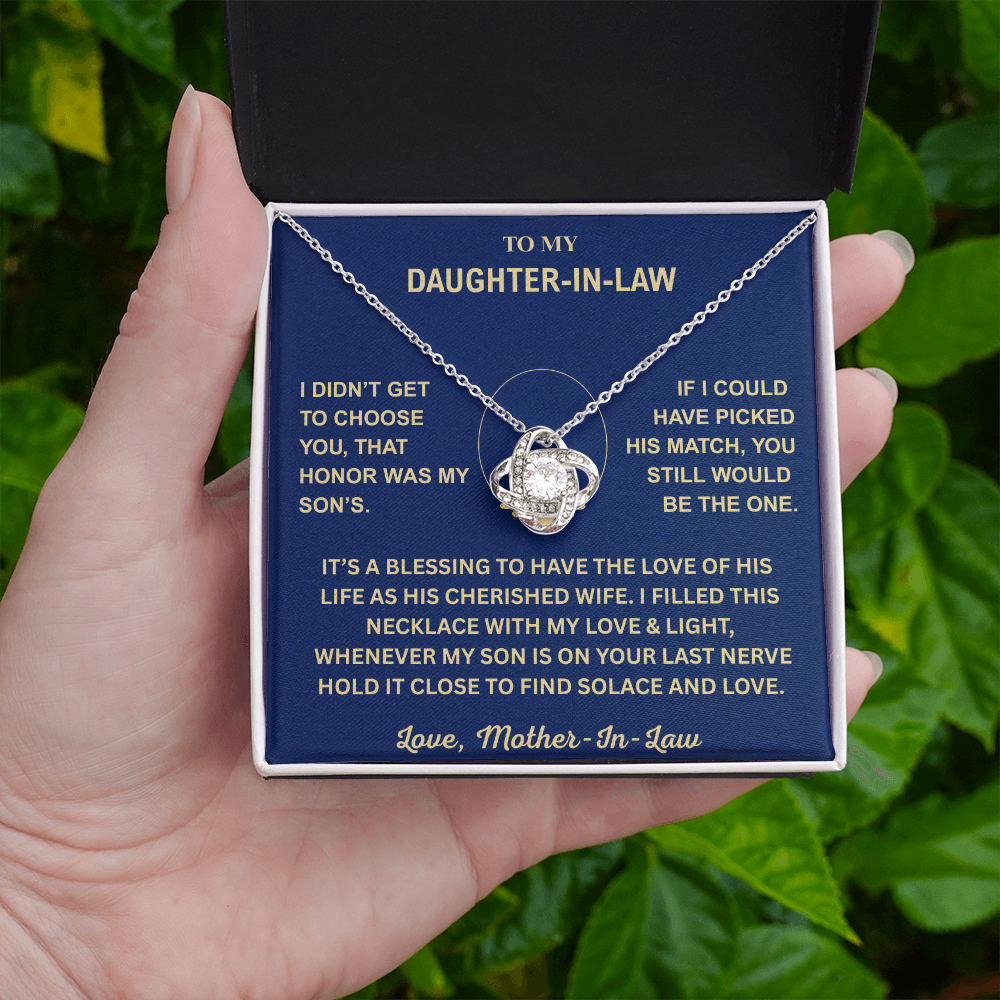 TO MY
DAUGHTER-IN-LAW
I DIDN'T GET
TO CHOOSE
YOU, THAT
HONOR WAS MY
SON'S.
IF I COULD
HAVE PICKED
HIS MATCH, YOU
STILL WOULD
BE THE ONE.
IT'S A BLESSING TO HAVE THE LOVE OF HIS
LIFE AS HIS CHERISHED WIFE. I FILLED THIS
NECKLACE WITH MY LOVE & LIGHT,
WHENEVER MY SON IS ON YOUR LAST NERVE
HOLD IT CLOSE TO FIND SOLACE AND LOVE.
Love, Mother-In-Law